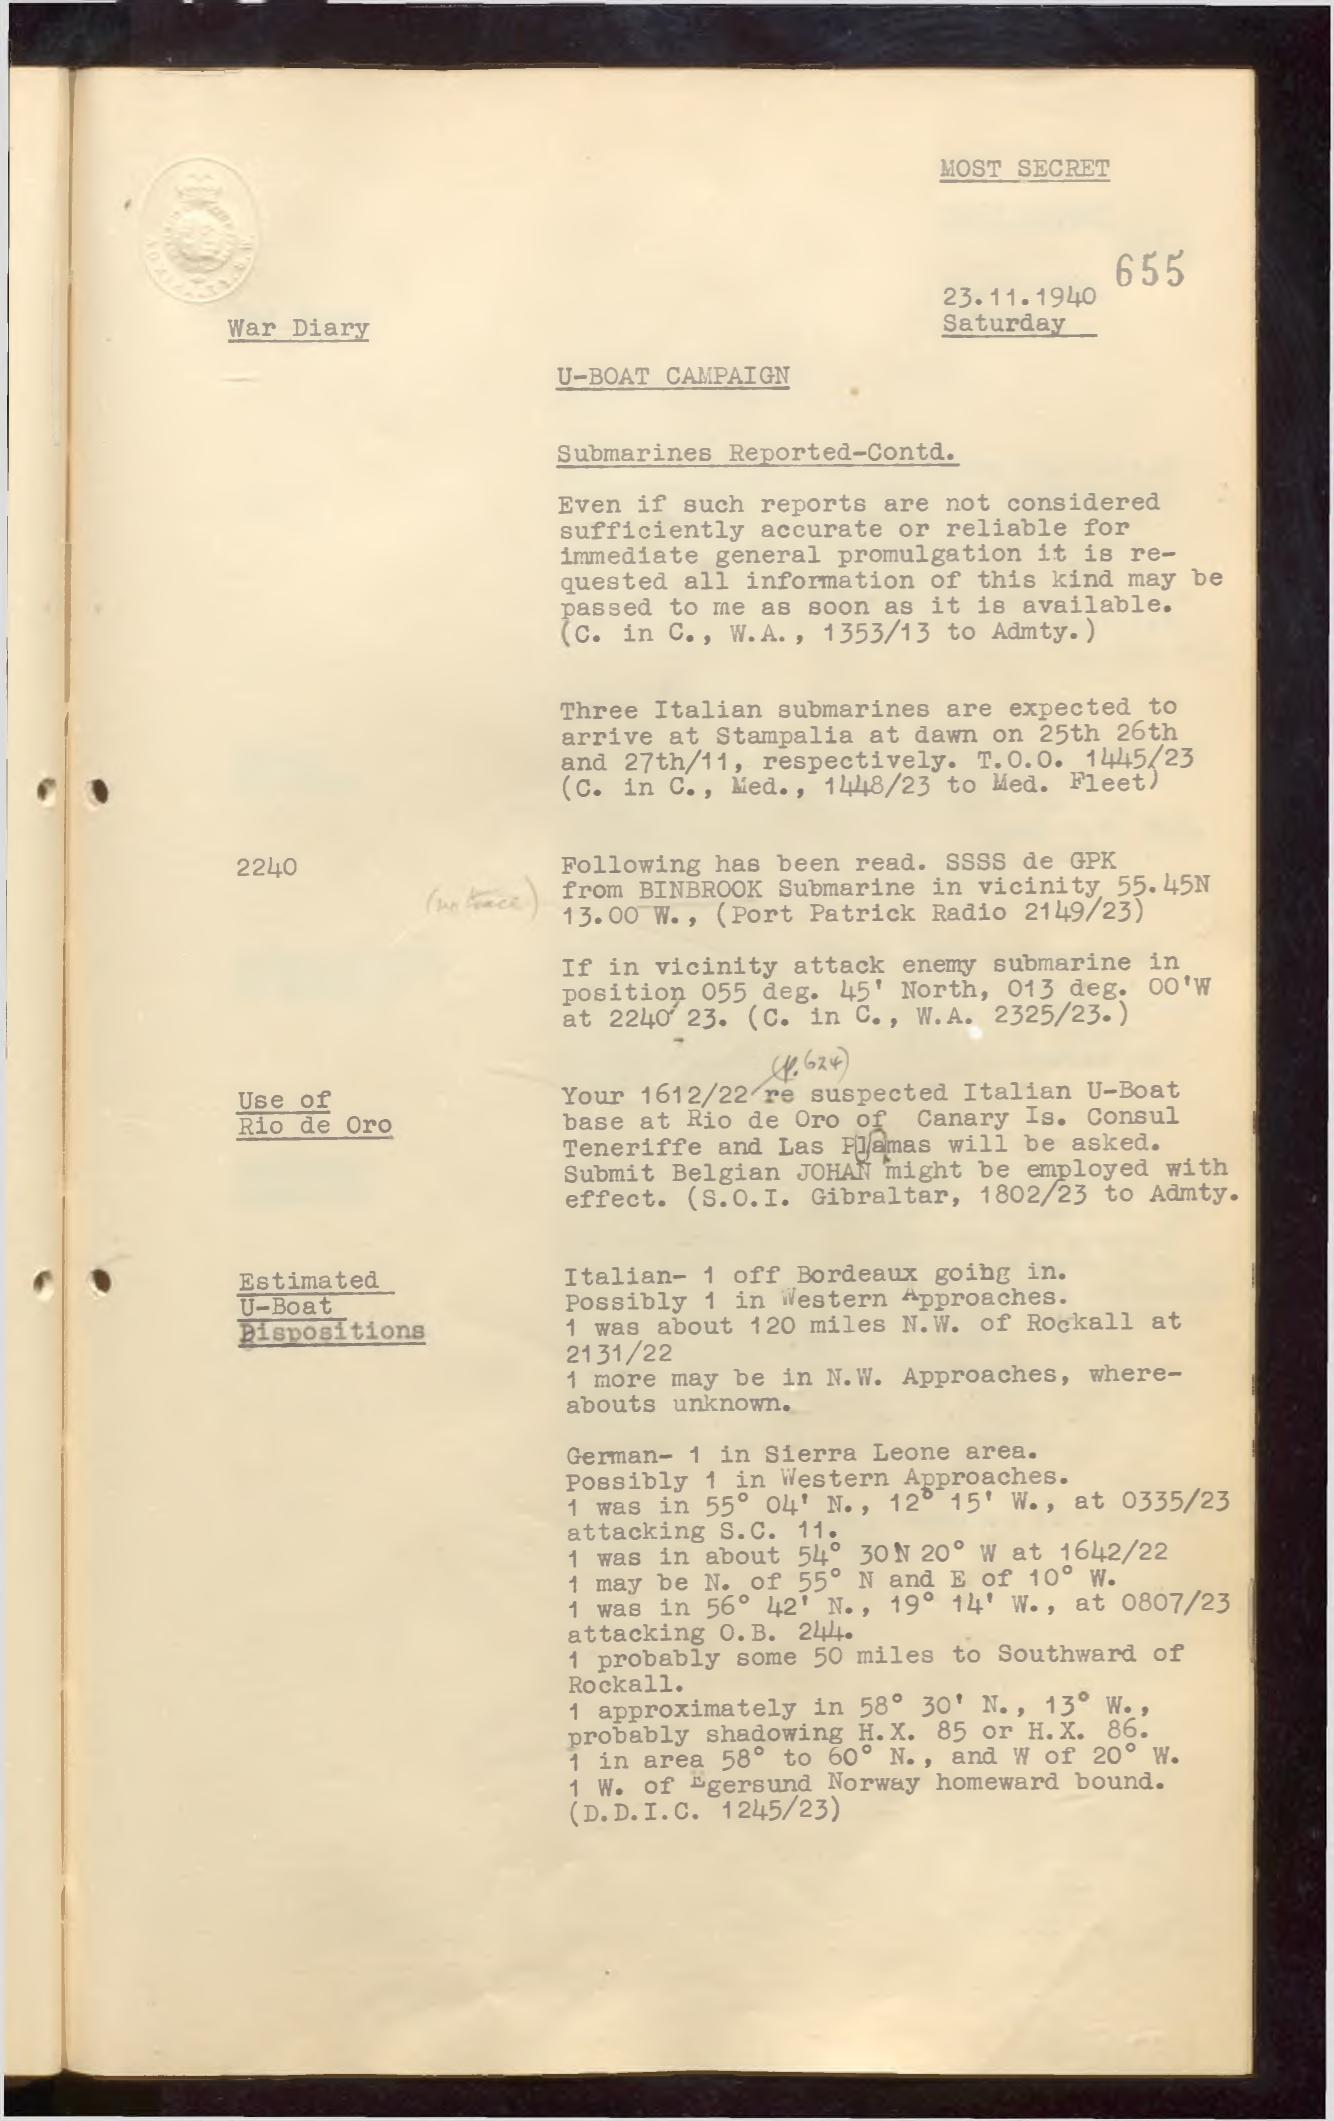 MOST SECRET
655
23.11.1940
Saturday
War Diary
U-BOAT CAMPAIGN
Submarines Reported-Contd.
Even if such reports are not considered
sufficiently accurate or reliable for
immediate general promulgation it is re-
quested all information of this kind may be
passed to me as soon as it is available.
(C. in C., W.A., 1353/13 to Admty.)
Three Italian submarines are expected to
arrive at Stampalia at dawn on 25th 26th
and 27th/11, respectively. T.O.O. 1445/23
(C. in C., Med., 1448/23 to Med. Fleet)
2240
Following has been read. SSSS de GPK
(no trace)
from BINBROOK Submarine in vicinity 55.45N
13.00 W., (Port Patrick Radio 2149/23)
If in vicinity attack enemy submarine in
position 055 deg. 45' North, 013 deg. 00'W
at 2240/23. (C. in C., W.A. 2325/23.)
(p. 624)
Use of
Rio de Oro
Your 1612/22 re suspected Italian U-Boat
base at Rio de Oro of Canary Is. Consul
Teneriffe and Las Plamas will be asked.
Submit Belgian JOHAN might be employed with
effect. (S.O.I. Gibraltar, 1802/23 to Admty.
Estimated
U-Boat
Dispositions
Italian- 1 off Bordeaux going in.
Possibly 1 in Western Approaches.
1 was about 120 miles N.W. of Rockall at
2131/22
1 more may be in N.W. Approaches, where-
abouts unknown.
German- 1 in Sierra Leone area.
Possibly 1 in Western Approaches.
1 was in 55° 04' N., 12° 15' W., at 0335/23
attacking S.C. 11.
1 was in about 54° 30N 20° W at 1642/22
1 may be N. of 55° N and E of 10° W.
1 was in 56° 42' N., 19° 14' W., at 0807/23
attacking O.B. 244.
1 probably some 50 miles to Southward of
Rockall.
1 approximately in 58° 30' N., 13° W.,
probably shadowing H.X. 85 or H.X. 86.
1 in area 58° to 60° N., and W of 20° W.
1 W. of Egersund Norway homeward bound.
(D.D.I.C. 1245/23)